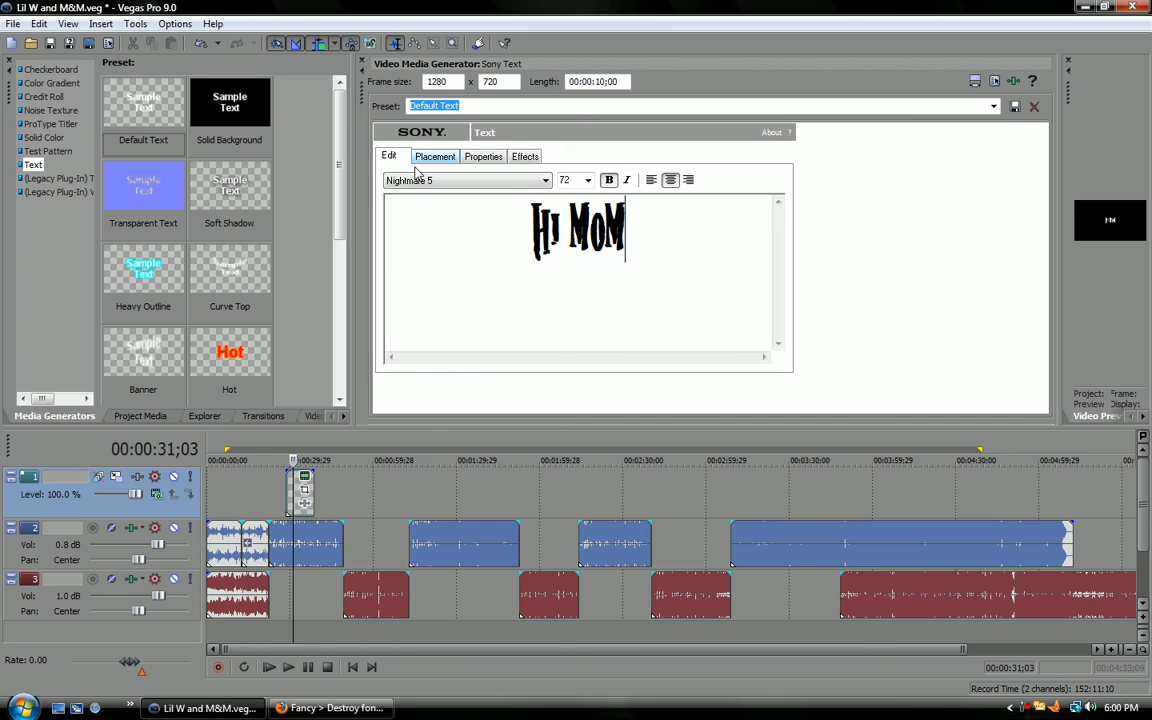 Lil W and M&M.veg * - Vegas Pro 9.0
File Edit View Insert Tools Options Help
Checkerboard
Color Gradient
Credit Roll
Noise Texture
ProType Titler
Solid Color
Test Pattern
Text
(Legacy Plug-In) T
(Legacy Plug-In)
Preset:
Sample Text
Default Text
Sample Text
Solid Background
Sample Text
Transparent Text
Sample Text
Soft Shadow
Sample Text
Heavy Outline
Sample Text
Curve Top
Sample Text
Banner
Hot
Hot
Media Generators Project Media Explorer Transitions
Video Media Generator: Sony Text
Frame size: 1280 x 720 Length: 00:00:10;00
Preset: Default Text
SONY. Text About ?
Edit Placement Properties Effects
Nightmare 5 72 B I
Hi MoM
Hi MoM
Project: Frame:
Preview Display:
Video Prev
00:00:31;03
00:00:00;00 00:00:29;29 00:00:59;28 00:01:29;29 00:01:59;28 00:02:30;00 00:02:59;29 00:03:30;00 00:03:59;29 00:04:30;00 00:04:59;29 00:
1
Level: 100.0 %
2
Vol: 0.8 dB
Pan: Center
3
Vol: 1.0 dB
Pan: Center
Rate: 0.00
00:00:31;03 00:04:33;09
Record Time (2 channels): 152:11:10
Lil W and M&M.veg... Fancy > Destroy fon... 6:00 PM